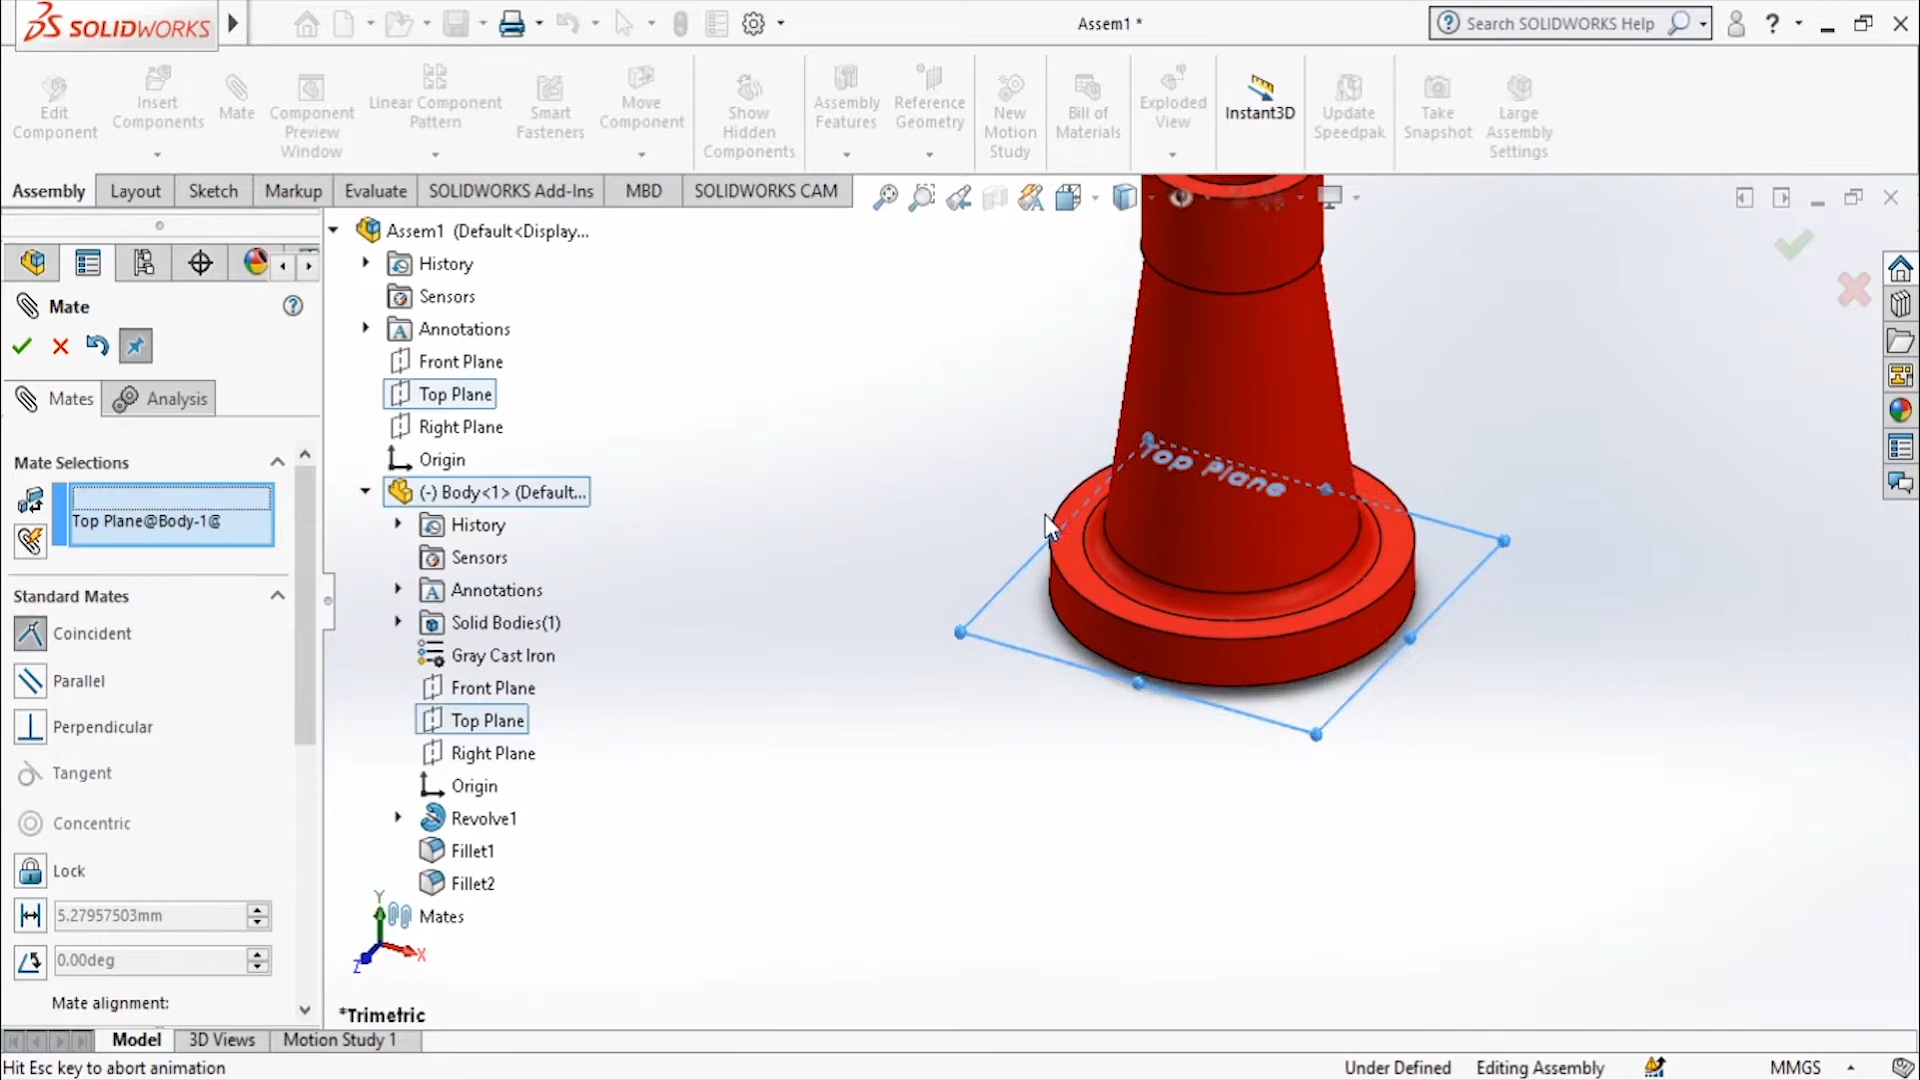 SOLIDWORKS
Assem1 *
Search SOLIDWORKS Help
Edit Component
Insert Components
Mate
Component Preview Window
Linear Component Pattern
Smart Fasteners
Move Component
Show Hidden Components
Assembly Features
Reference Geometry
New Motion Study
Bill of Materials
Exploded View
Instant3D
Update Speedpak
Take Snapshot
Large Assembly Settings
Assembly
Layout
Sketch
Markup
Evaluate
SOLIDWORKS Add-Ins
MBD
SOLIDWORKS CAM
Mate
Mates
Analysis
Mate Selections
Top Plane@Body-1@
Standard Mates
Coincident
Parallel
Perpendicular
Tangent
Concentric
Lock
5.27957503mm
0.00deg
Mate alignment:
Assem1 (Default<Display...
History
Sensors
Annotations
Front Plane
Top Plane
Right Plane
Origin
(-) Body<1> (Default...
History
Sensors
Annotations
Solid Bodies(1)
Gray Cast Iron
Front Plane
Top Plane
Right Plane
Origin
Revolve1
Fillet1
Fillet2
Mates
Top Plane
Y
X
Z
*Trimetric
Model
3D Views
Motion Study 1
Hit Esc key to abort animation
Under Defined
Editing Assembly
MMGS